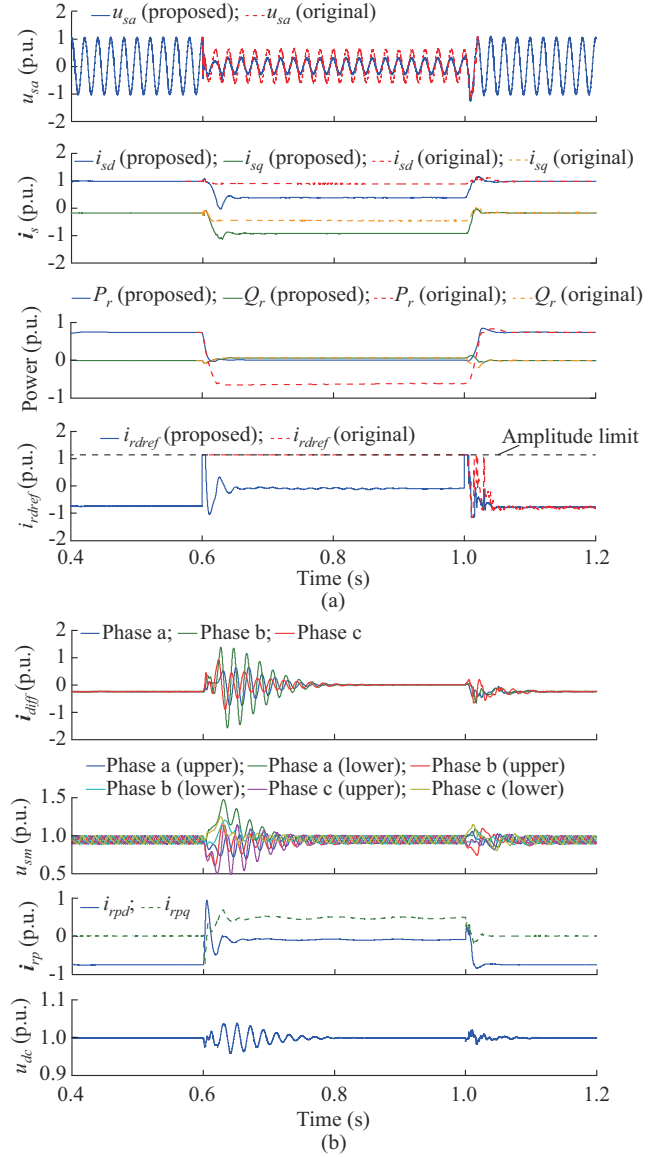 u_sa (proposed); u_sa (original)
2
1
0
-1
-2
u_sa (p.u.)
i_sd (proposed); i_sq (proposed); i_sd (original); i_sq (original)
2
1
0
-1
2
i_s (p.u.)
P_r (proposed); Q_r (proposed); P_r (original); Q_r (original)
1
0
-1
Power (p.u.)
i_rdref (proposed); i_rdref (original)
Amplitude limit
2
1
0
-1
2
i_rdref (p.u.)
0.4 0.6 0.8 1.0 1.2
Time (s)
(a)
Phase a; Phase b; Phase c
2
1
0
-1
-2
i_diff (p.u.)
Phase a (upper); Phase a (lower); Phase b (upper)
Phase b (lower); Phase c (upper); Phase c (lower)
1.5
1.0
0.5
u_sm (p.u.)
i_rpd; i_rpq
1
0
-1
i_rp (p.u.)
1.1
1.0
0.9
u_dc (p.u.)
0.4 0.6 0.8 1.0 1.2
Time (s)
(b)